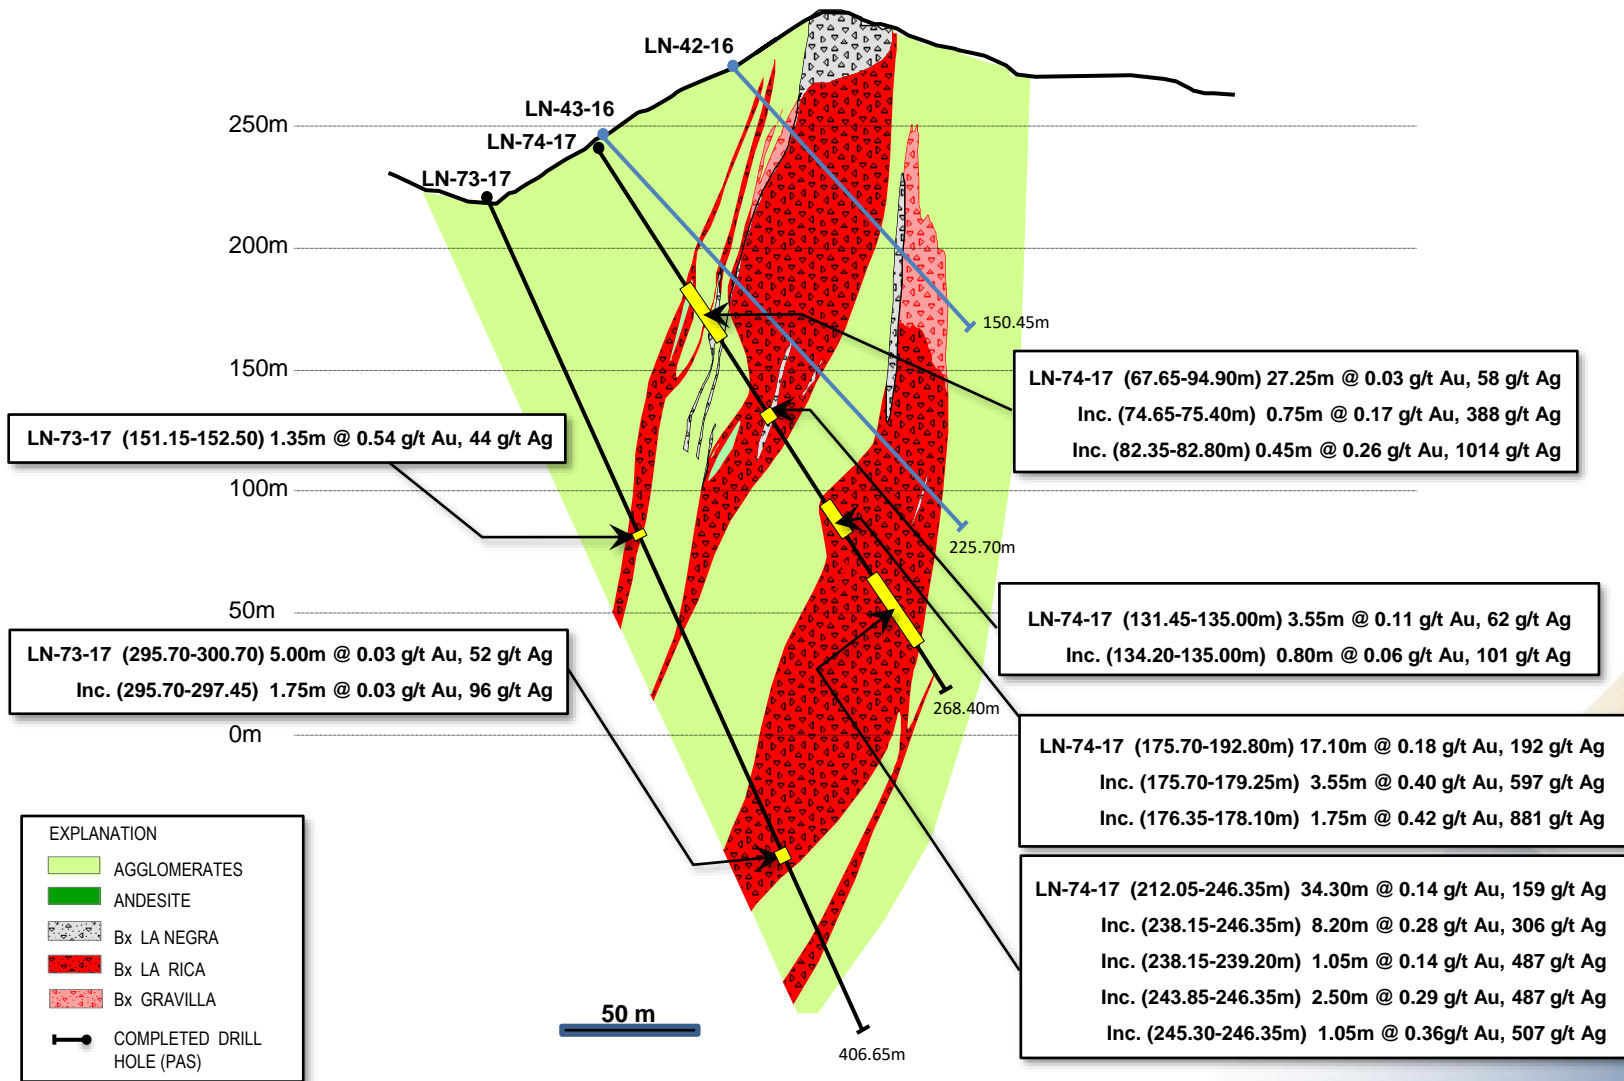 LN-42-16
LN-43-16
250m
LN-74-17
LN-73-17
200m
150.45m
150m
LN-74-17 (67.65-94.90m) 27.25m @ 0.03 g/t Au, 58 g/t Ag
Inc. (74.65-75.40m) 0.75m @ 0.17 g/t Au, 388 g/t Ag
Inc. (82.35-82.80m) 0.45m @ 0.26 g/t Au, 1014 g/t Ag
LN-73-17 (151.15-152.50) 1.35m @ 0.54 g/t Au, 44 g/t Ag
100m
225.70m
50m
LN-74-17 (131.45-135.00m) 3.55m @ 0.11 g/t Au, 62 g/t Ag
Inc. (134.20-135.00m) 0.80m @ 0.06 g/t Au, 101 g/t Ag
LN-73-17 (295.70-300.70) 5.00m @ 0.03 g/t Au, 52 g/t Ag
Inc. (295.70-297.45) 1.75m @ 0.03 g/t Au, 96 g/t Ag
268.40m
0m
LN-74-17 (175.70-192.80m) 17.10m @ 0.18 g/t Au, 192 g/t Ag
Inc. (175.70-179.25m) 3.55m @ 0.40 g/t Au, 597 g/t Ag
Inc. (176.35-178.10m) 1.75m @ 0.42 g/t Au, 881 g/t Ag
EXPLANATION
AGGLOMERATES
ANDESITE
Bx LA NEGRA
Bx LA RICA
Bx GRAVILLA
COMPLETED DRILL
HOLE (PAS)
LN-74-17 (212.05-246.35m) 34.30m @ 0.14 g/t Au, 159 g/t Ag
Inc. (238.15-246.35m) 8.20m @ 0.28 g/t Au, 306 g/t Ag
Inc. (238.15-239.20m) 1.05m @ 0.14 g/t Au, 487 g/t Ag
Inc. (243.85-246.35m) 2.50m @ 0.29 g/t Au, 487 g/t Ag
Inc. (245.30-246.35m) 1.05m @ 0.36g/t Au, 507 g/t Ag
50 m
406.65m